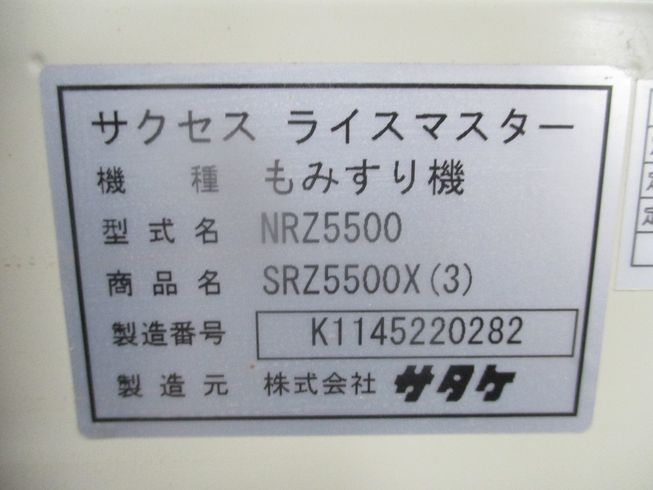 サクセス ライスマスター
機種 もみすり機
型式名 NRZ5500
商品名 SRZ5500X(3)
製造番号 K1145220282
製造元 株式会社 サタケ
定
定